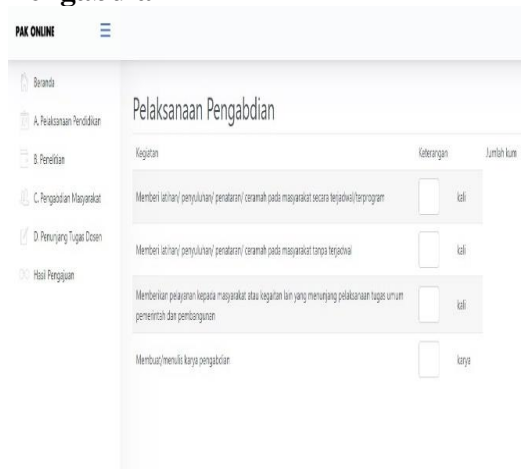 PAK ONLINE
Beranda
A. Pelaksanaan Pendidikan
B. Penelitian
C. Pengabdian Masyarakat
D. Penunjang Tugas Dosen
Hasil Pengajuan
Pelaksanaan Pengabdian
Kegiatan Keterangan Jumlah kum
Memberi latihan/ penyuluhan/ penataran/ ceramah pada masyarakat secara terjadwal/terprogram kali
Memberi latihan/ penyuluhan/ penataran/ ceramah pada masyarakat tanpa terjadwal kali
Memberikan pelayanan kepada masyarakat atau kegaitan lain yang menunjang pelaksanaan tugas umum
pemerintah dan pembangunan kali
Membuat/menulis karya pengabdian karya